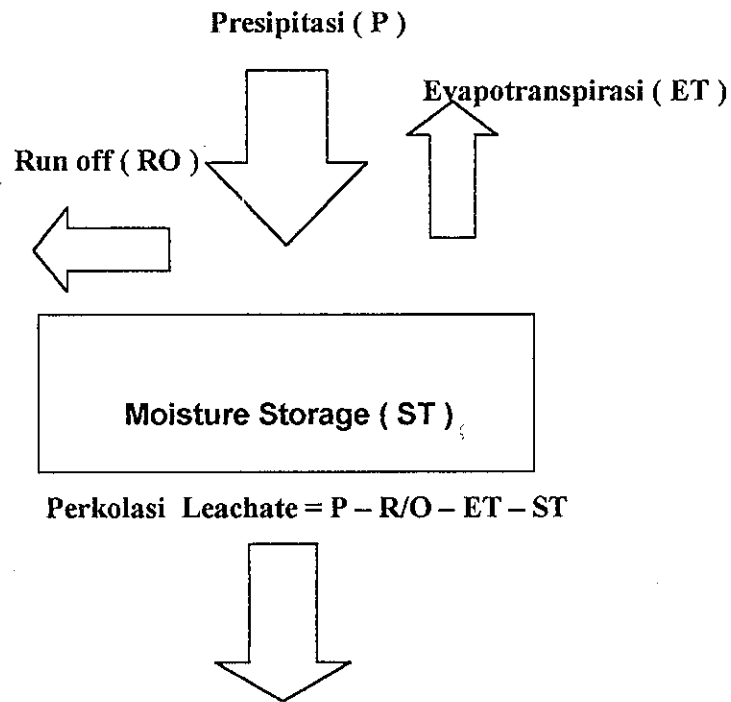 Presipitasi ( P )
Evapotranspirasi ( ET )
Run off ( RO )
Moisture Storage ( ST )
Perkolasi Leachate = P – R/O – ET – ST